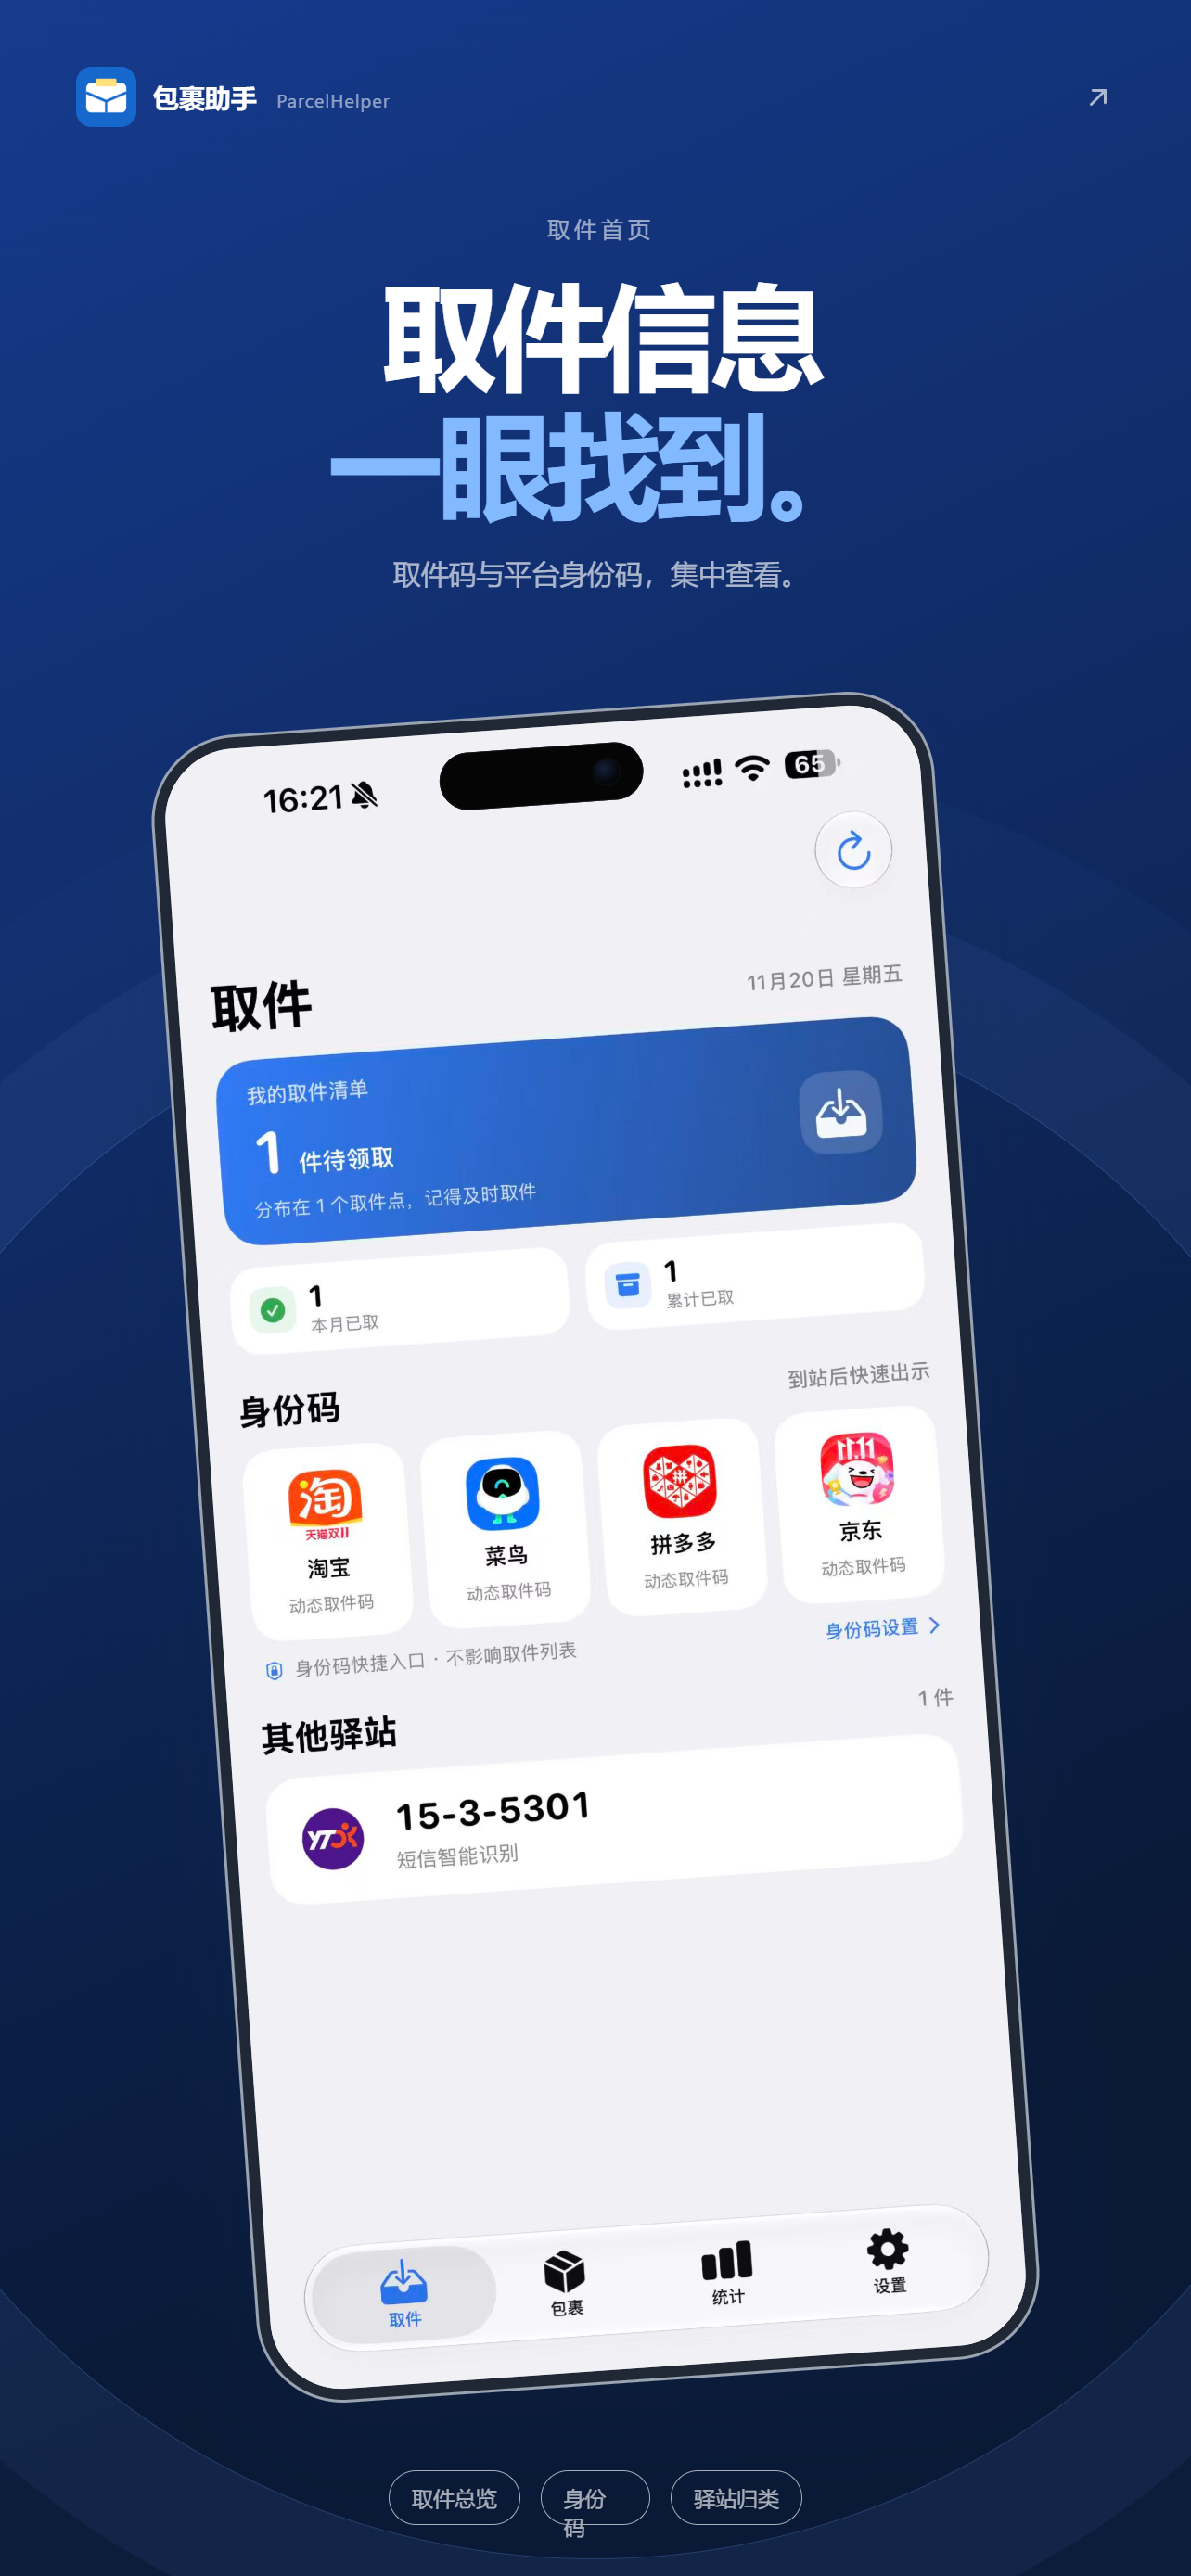 包裹助手 ParcelHelper
取件首页
取件信息
一眼找到。
取件码与平台身份码，集中查看。
16:21 65
取件 11月20日 星期五
我的取件清单
1 件待领取
分布在 1 个取件点，记得及时取件
1
本月已取
1
累计已取
身份码 到站后快速出示
淘
天猫双11
淘宝
动态取件码
菜鸟
动态取件码
拼
拼多多
动态取件码
11.11
京东
动态取件码
身份码快捷入口 · 不影响取件列表 身份码设置
其他驿站 1 件
YTO
15-3-5301
短信智能识别
取件 包裹 统计 设置
取件总览
身份
码
驿站归类